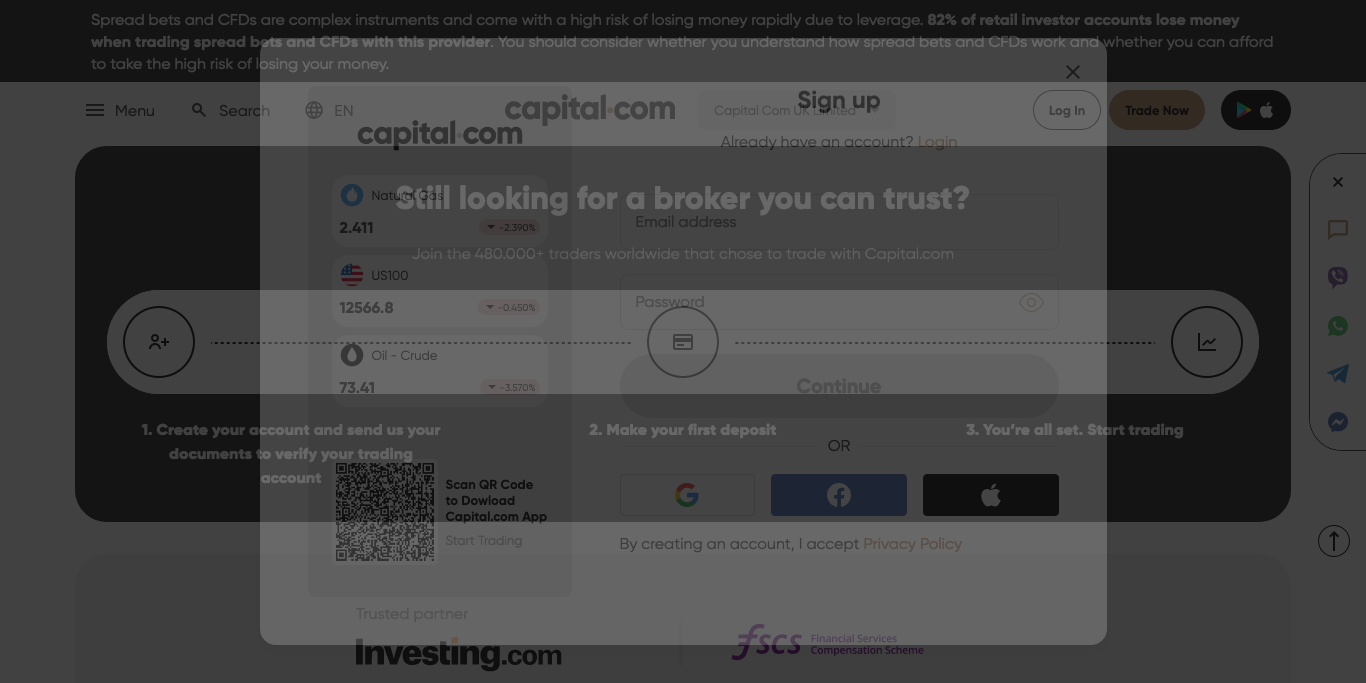 Spread bets and CFDs are complex instruments and come with a high risk of losing money rapidly due to leverage. 82% of retail investor accounts lose money
when trading spread bets and CFDs with this provider. You should consider whether you understand how spread bets and CFDs work and whether you can afford
to take the high risk of losing your money.
Menu
Search
EN
capital.com
Capital Com UK Limited
Log In
Trade Now
Still looking for a broker you can trust?
Join the 480.000+ traders worldwide that chose to trade with Capital.com
1. Create your account and send us your
documents to verify your trading
account
2. Make your first deposit
3. You're all set. Start trading
Trusted partner
Investing.com
fscs
Financial Services
Compensation Scheme
capital.com
Natural Gas
2.411
-2.390%
US100
12566.8
-0.450%
Oil - Crude
73.41
-3.570%
Scan QR Code
to Dowload
Capital.com App
Start Trading
Sign up
Already have an account? Login
Email address
Password
Continue
OR
By creating an account, I accept Privacy Policy